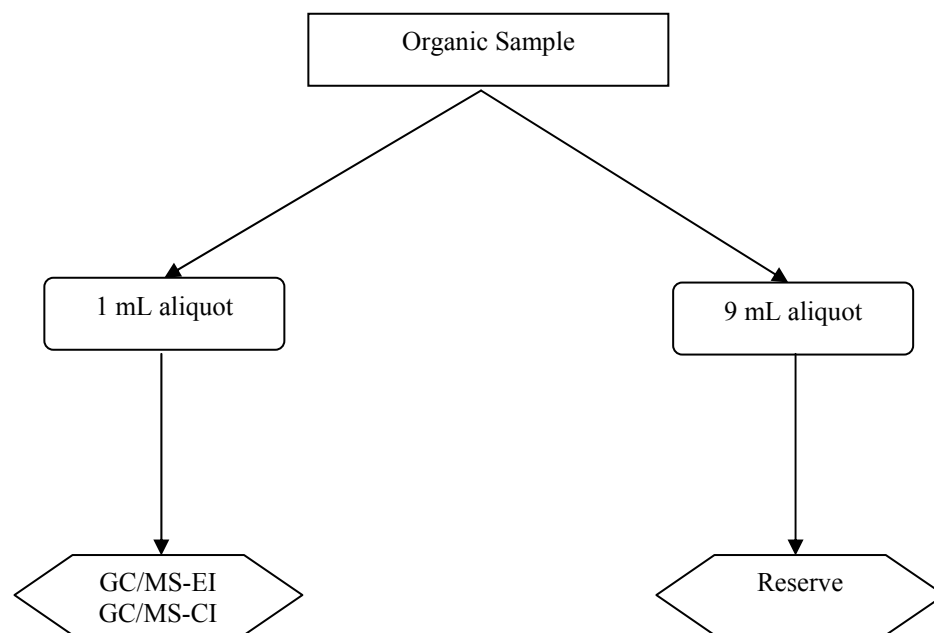 Organic Sample
1 mL aliquot
9 mL aliquot
GC/MS-EI
GC/MS-CI
Reserve